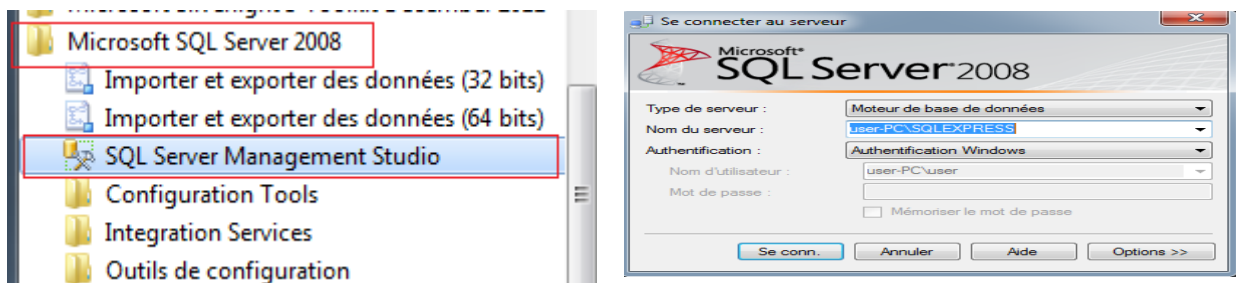 Microsoft SQL Server 2008
Importer et exporter des données (32 bits)
Importer et exporter des données (64 bits)
SQL Server Management Studio
Configuration Tools
Integration Services
Outils de configuration
Se connecter au serveur
Microsoft®
SQL Server®2008
Type de serveur :
Moteur de base de données
Nom du serveur :
user-PC\SQLEXPRESS
Authentification :
Authentification Windows
Nom d'utilisateur :
user-PC\user
Mot de passe :
Mémoriser le mot de passe
Se conn.
Annuler
Aide
Options >>